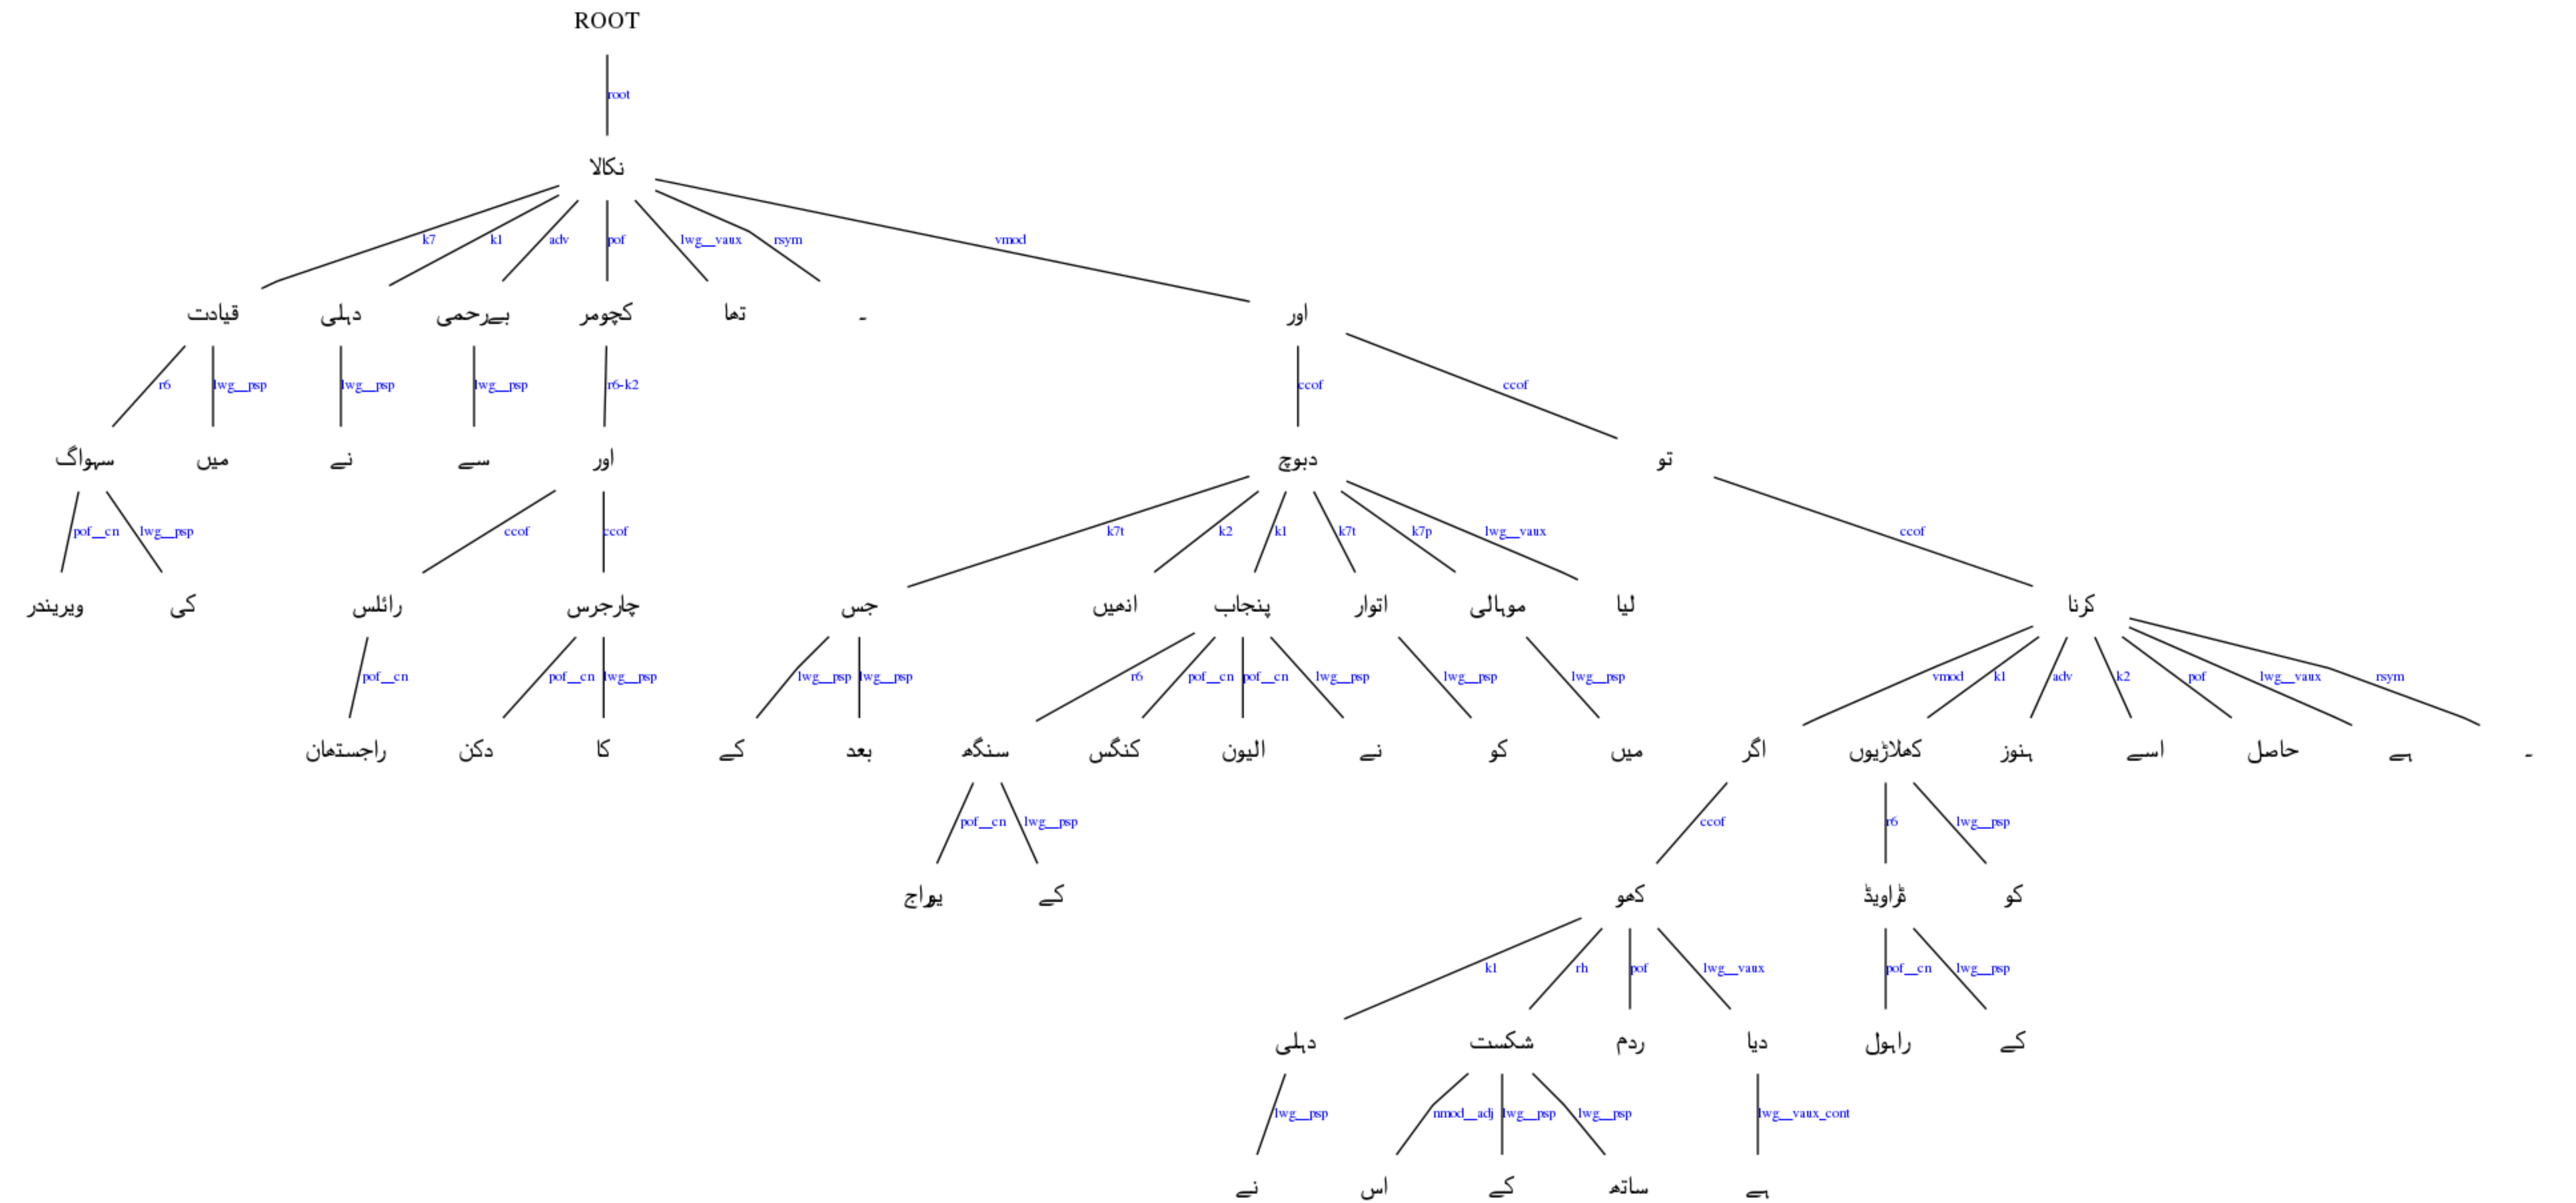 ROOT
root
نکالا
k7 k1 adv pof lwg__vaux rsym vmod
قیادت دہلی بےرحمی کچومر تھا ۔ اور
r6 lwg__psp lwg__psp lwg__psp r6-k2 ccof ccof
سہواگ میں نے سے اور دبوچ تو
pof__cn lwg__psp ccof ccof k7t k2 k1 k7t k7p lwg__vaux ccof
ویریندر کی رائلس چارجرس جس انھیں پنجاب اتوار موہالی لیا کرنا
pof__cn pof__cn lwg__psp lwg__psp lwg__psp r6 pof__cn pof__cn lwg__psp lwg__psp lwg__psp vmod k1 adv k2 pof lwg__vaux rsym
راجستھان دکن کا کے بعد سنگھ کنگس الیون نے کو میں اگر کھلاڑیوں ہنوز اسے حاصل ہے ۔
pof__cn lwg__psp ccof r6 lwg__psp
یوراج کے کھو ڈراویڈ کو
k1 rh pof lwg__vaux pof__cn lwg__psp
دہلی شکست ردم دیا راہول کے
lwg__psp nmod__adj lwg__psp lwg__psp lwg__vaux_cont
نے اس کے ساتھ ہے